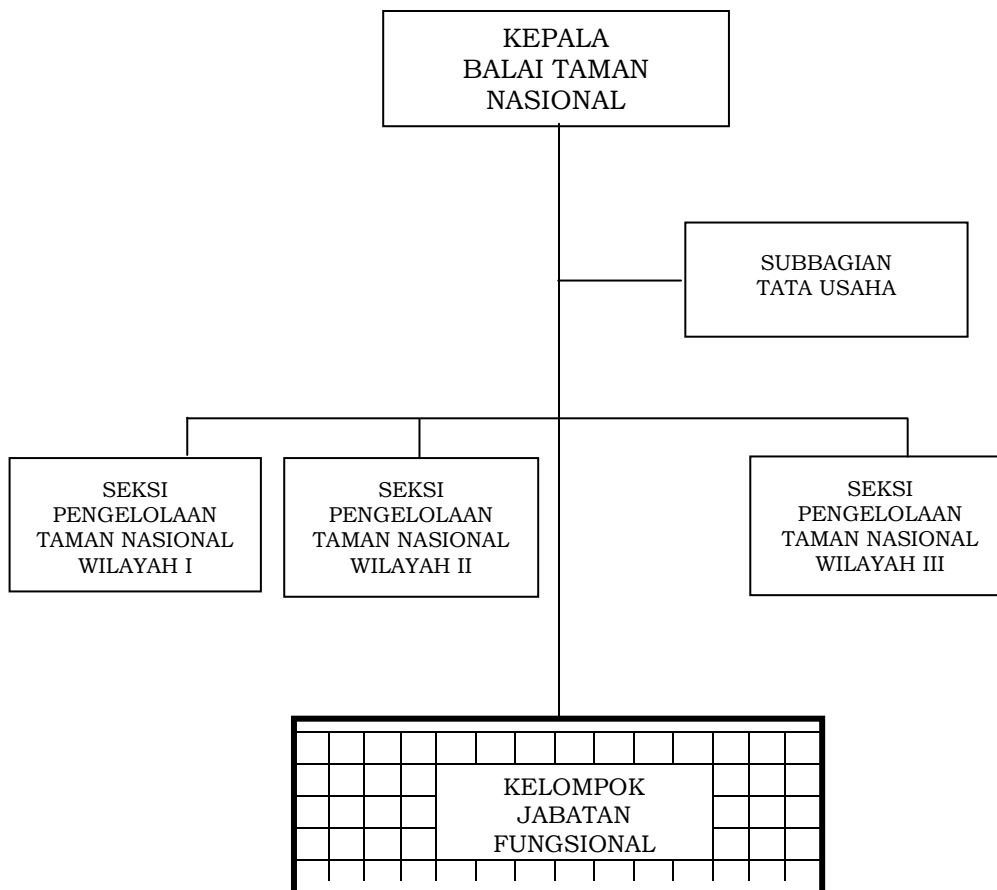 KEPALA
BALAI TAMAN
NASIONAL
SUBBAGIAN
TATA USAHA
SEKSI
PENGELOLAAN
TAMAN NASIONAL
WILAYAH I
SEKSI
PENGELOLAAN
TAMAN NASIONAL
WILAYAH II
SEKSI
PENGELOLAAN
TAMAN NASIONAL
WILAYAH III
KELOMPOK
JABATAN
FUNGSIONAL